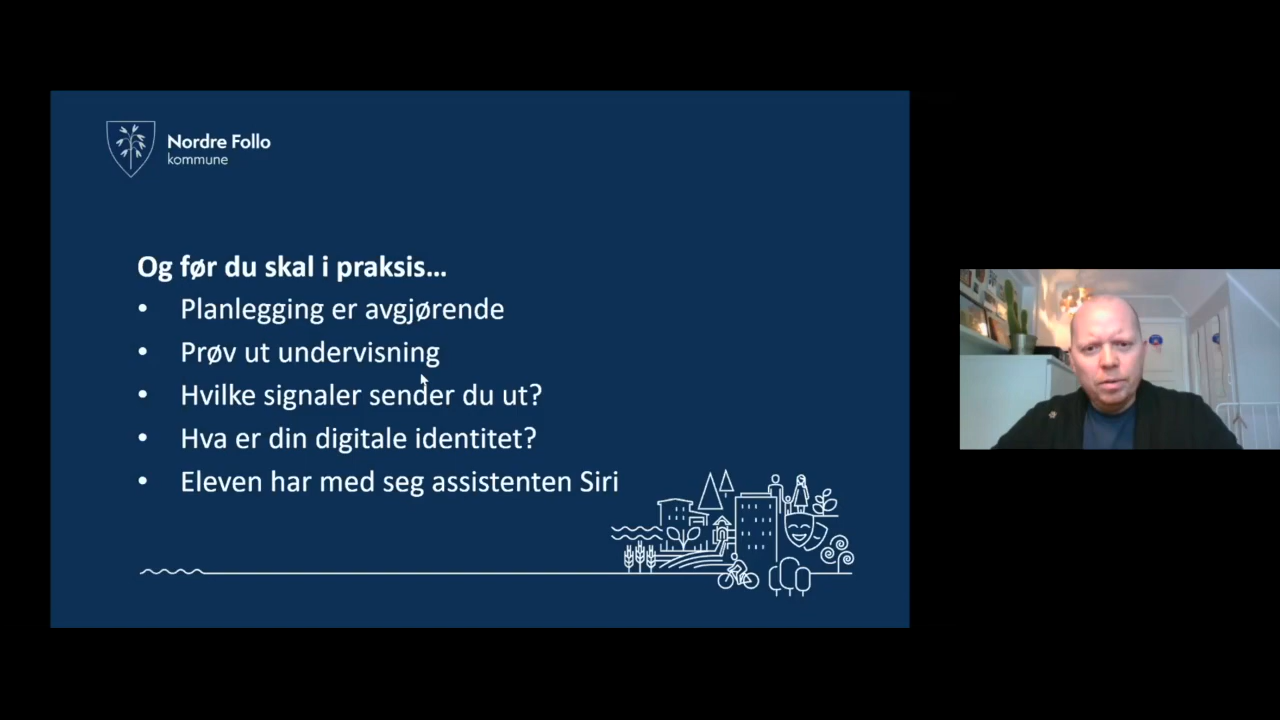 Nordre Follo
kommune
Og før du skal i praksis...
• Planlegging er avgjørende
• Prøv ut undervisning
• Hvilke signaler sender du ut?
• Hva er din digitale identitet?
• Eleven har med seg assistenten Siri